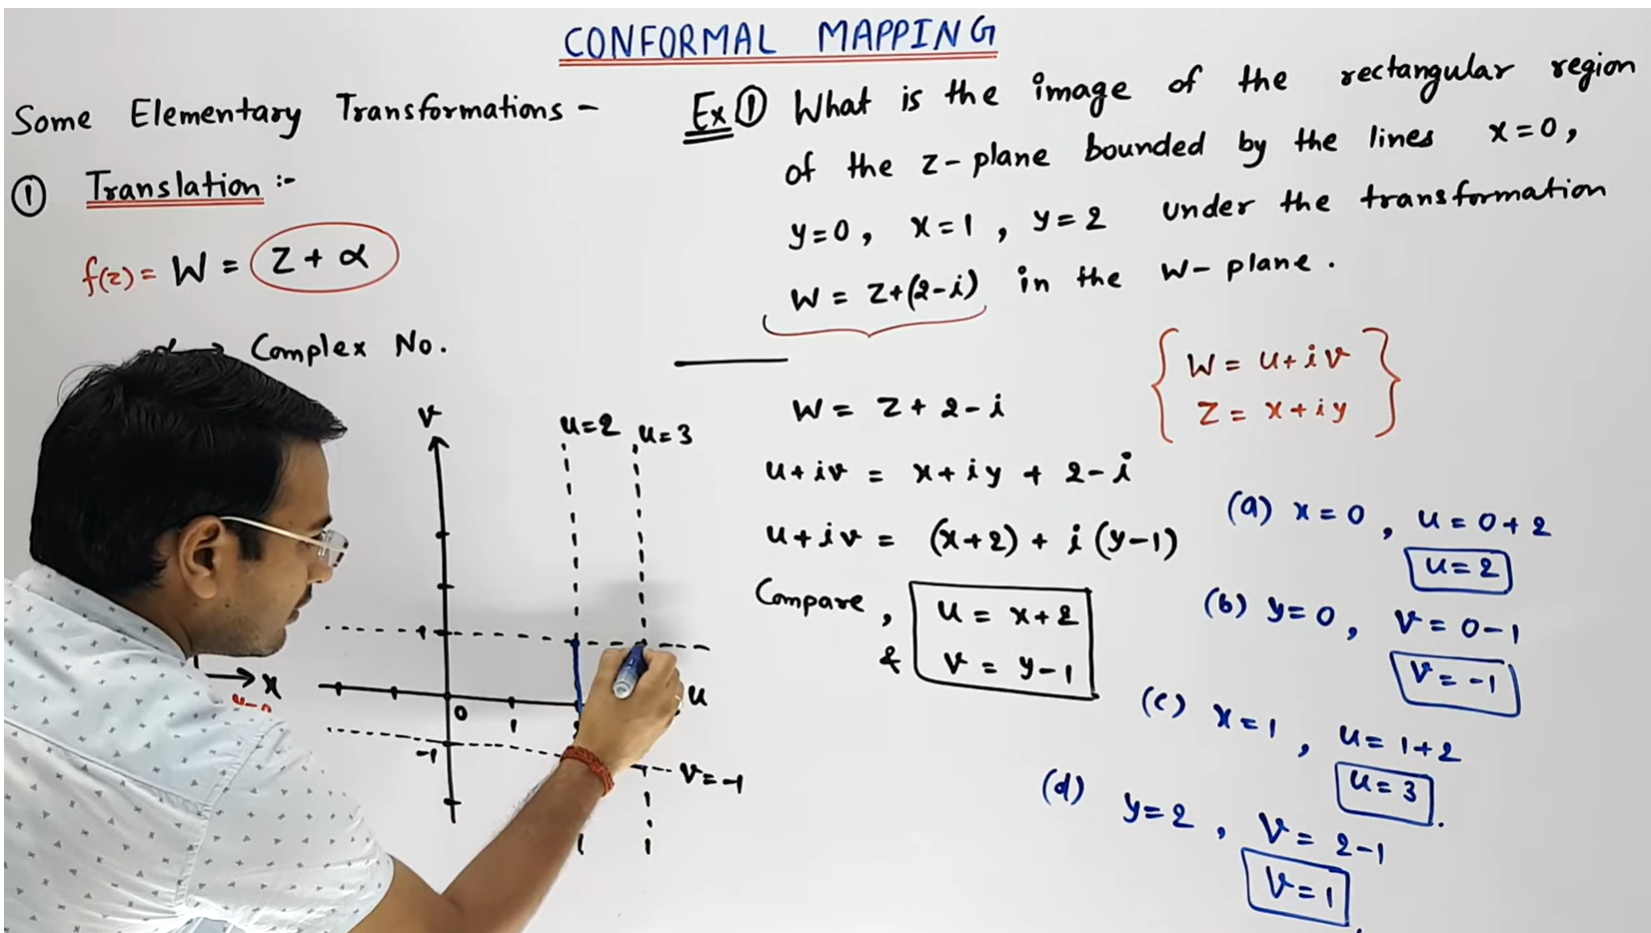 CONFORMAL MAPPING
Some Elementary Transformations -
① Translation :-
f(z) = W = Z + α
→ Complex No.
V
u=2
u=3
1
X
0
1
u
-1
V=-1
Ex ① What is the image of the rectangular region
of the z-plane bounded by the lines x=0,
y=0, x=1, y=2 under the transformation
W = Z+(2-i) in the W-plane.
W = u+iv
Z = x+iy
W = Z + 2 - i
u+iv = x+iy + 2-i
u+iv = (x+2) + i (y-1)
Compare, u = x+2
& v = y-1
(a) x=0, u=0+2
u=2
(b) y=0, v=0-1
v=-1
(c) x=1, u=1+2
u=3.
(d) y=2, v=2-1
v=1